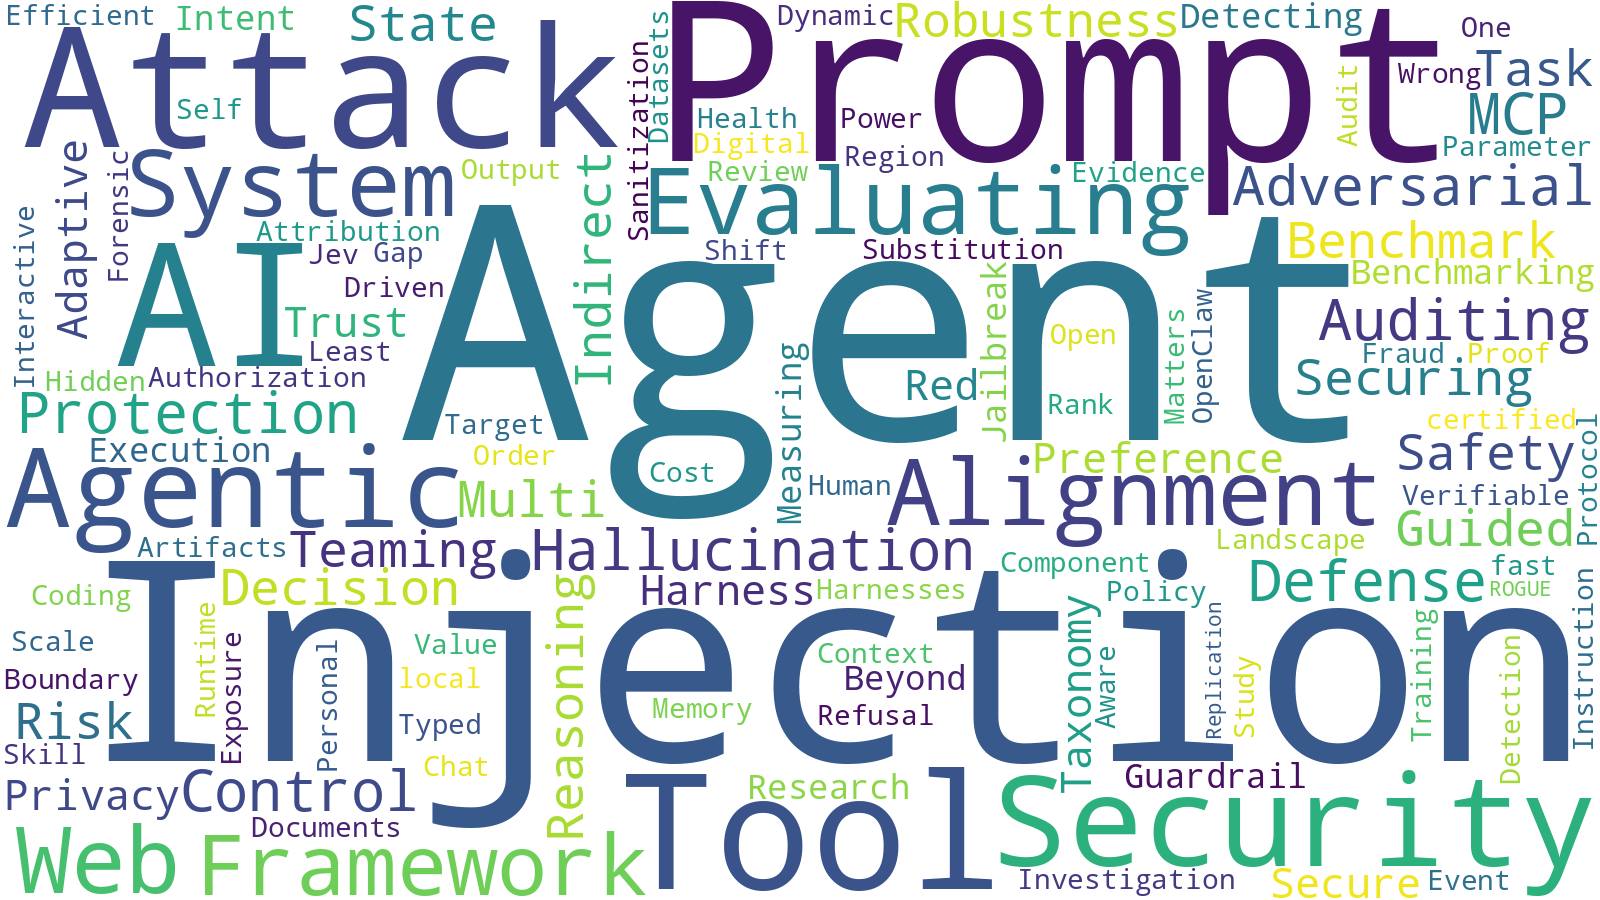 Efficient
Intent
State
Attack
Self
Datasets
Sanitization
Prompt
Dynamic
Robustness
Detecting
One
Wrong
Task
Audit
MCP
Parameter
Health
Power
Digital
Region
Review
Evidence
Adversarial
Evaluating
System
Output
Indirect
Adaptive
Forensic
Interactive
Attribution
Jev
Gap
Driven
AI
Trust
Least
Authorization
Hidden
Agent
Shift
Substitution
Benchmark
Benchmarking
Jailbreak
Open
Rank
Matters
OpenClaw
Auditing
Fraud
Proof
Securing
Measuring
Red
Protection
Execution
Target
Order
Cost
Human
Preference
certified
Safety
Verifiable
Protocol
Agentic
Multi
Alignment
Guided
Artifacts
Teaming
Hallucination
Landscape
Component
Policy
Defense
fast
ROGUE
Decision
Harness
Harnesses
Coding
Scale
Boundary
Risk
Skill
Runtime
Exposure
Personal
Value
local
Typed
Chat
Reasoning
Injection
Context
Beyond
Memory
Refusal
Taxonomy
Aware
Replication
Study
Training
Detection
Instruction
Privacy
Control
Documents
Tool
Research
Guardrail
Security
Web
Framework
Investigation
Secure
Event